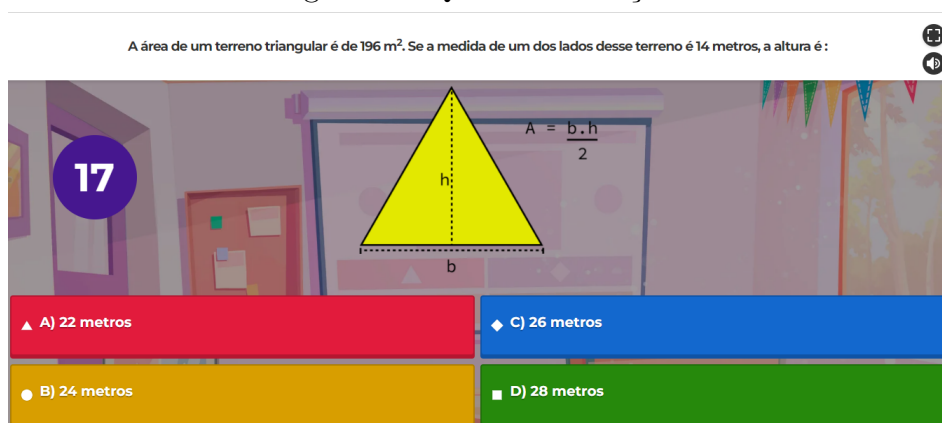 A área de um terreno triangular é de 196 m². Se a medida de um dos lados desse terreno é 14 metros, a altura é :
17
A = b.h
2
h
b
A) 22 metros
C) 26 metros
B) 24 metros
D) 28 metros